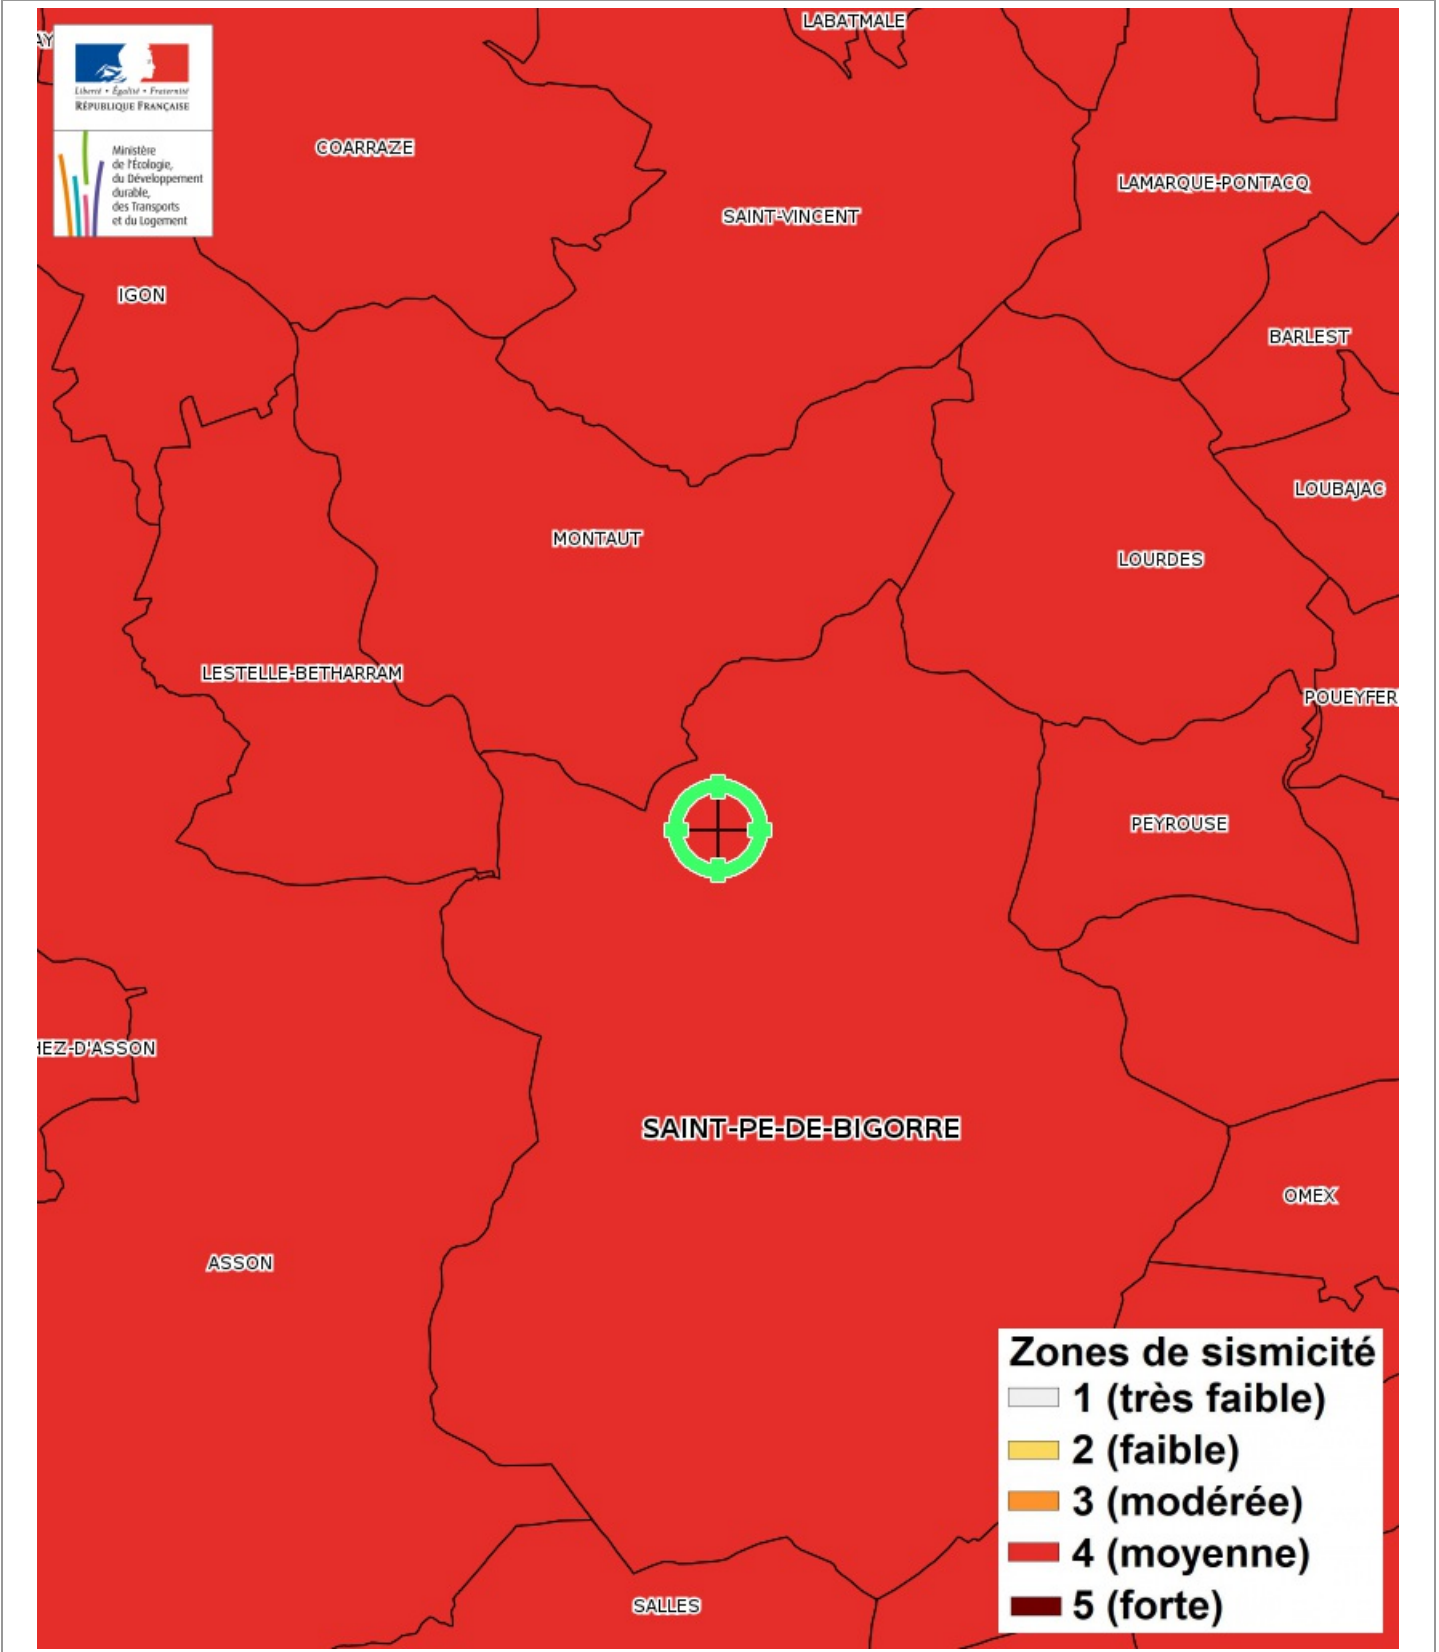 LABATMALE
Liberté • Égalité • Fraternité
RÉPUBLIQUE FRANÇAISE
Ministère
de l'Écologie,
du Développement
durable,
des Transports
et du Logement
COARRAZE
LAMARQUE-PONTACQ
SAINT-VINCENT
IGON
BARLEST
LOUBAJAC
MONTAUT
LOURDES
LESTELLE-BETHARRAM
POUEYFER
PEYROUSE
HEZ-D'ASSON
SAINT-PE-DE-BIGORRE
OMEX
ASSON
Zones de sismicité
1 (très faible)
2 (faible)
3 (modérée)
4 (moyenne)
5 (forte)
SALLES